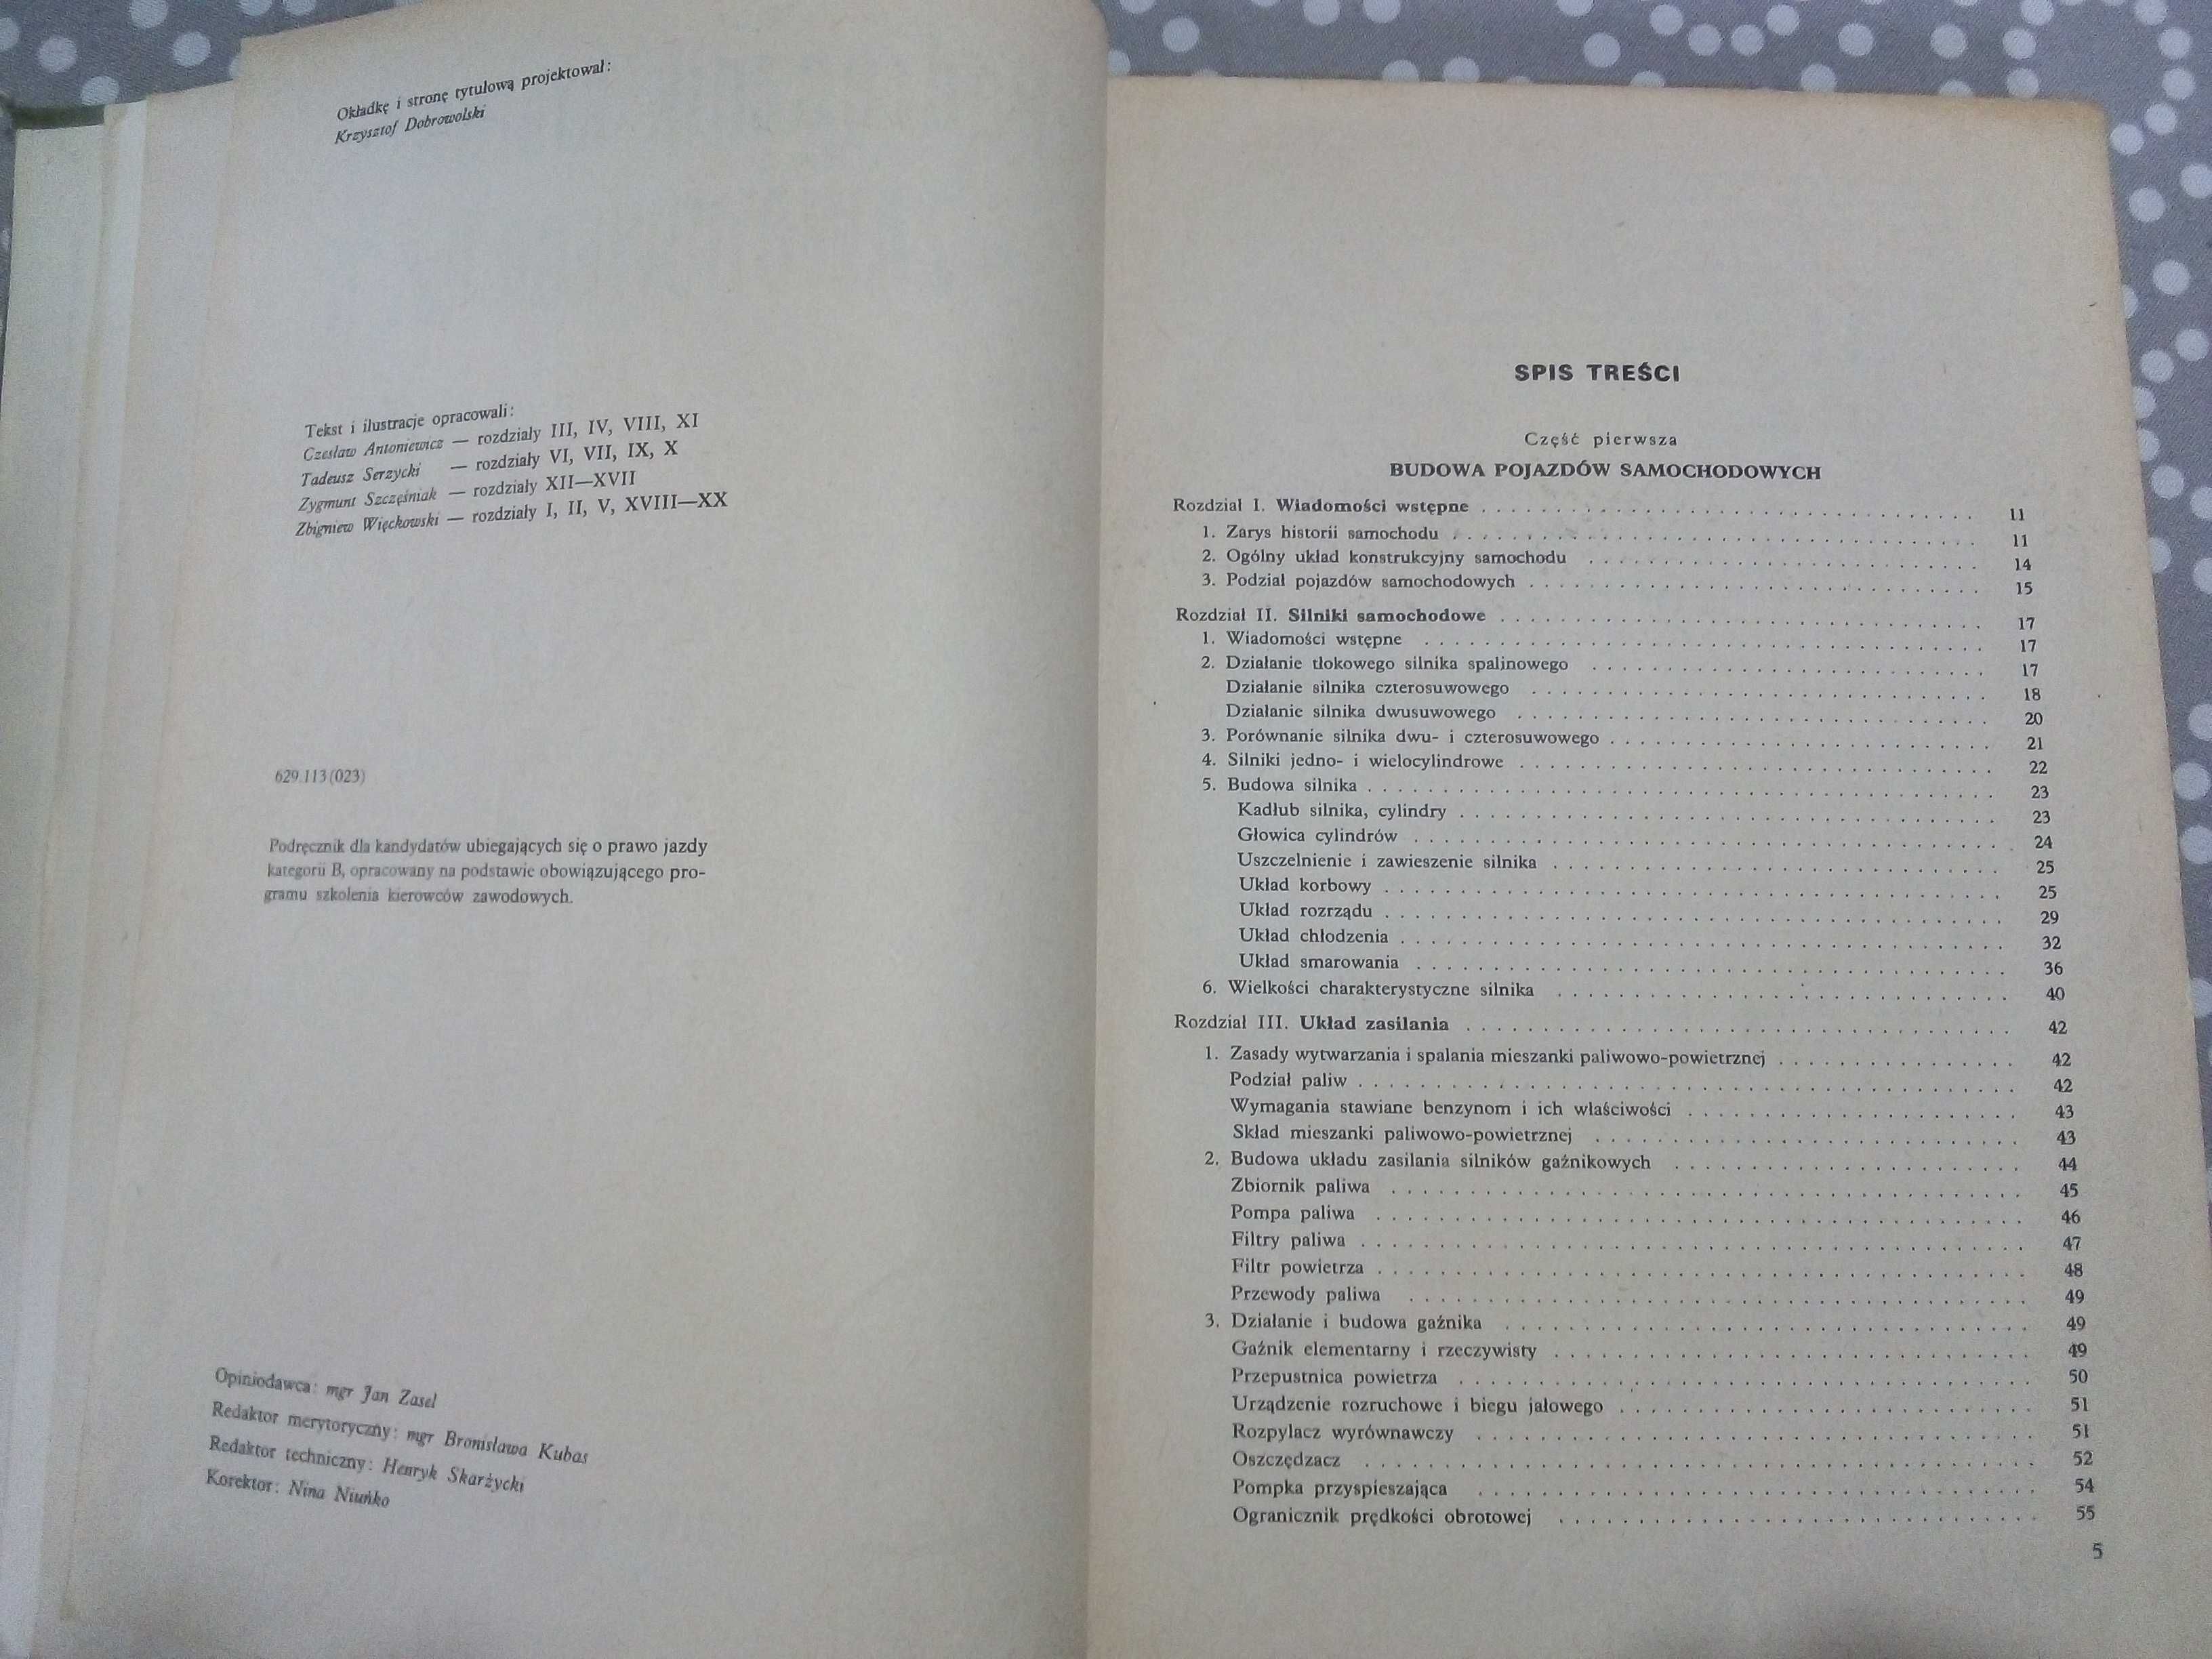 Okładkę i stronę tytułową projektował:
Krzysztof Dobrowolski
Tekst i ilustracje opracowali:
Czesław Antoniewicz — rozdziały III, IV, VIII, XI
Tadeusz Serzycki — rozdziały VI, VII, IX, X
Zygmunt Szczęśniak — rozdziały XII—XVII
Zbigniew Więckowski — rozdziały I, II, V, XVIII—XX
629.113(023)
Podręcznik dla kandydatów ubiegających się o prawo jazdy
kategorii B, opracowany na podstawie obowiązującego pro-
gramu szkolenia kierowców zawodowych.
Opiniodawca: mgr Jan Zasel
Redaktor merytoryczny: mgr Bronisława Kubas
Redaktor techniczny: Henryk Skarżycki
Korektor: Nina Niuńko
SPIS TREŚCI
Część pierwsza
BUDOWA POJAZDÓW SAMOCHODOWYCH
Rozdział I. Wiadomości wstępne . . . . . 11
1. Zarys historii samochodu . . . . . 11
2. Ogólny układ konstrukcyjny samochodu . . . . . 14
3. Podział pojazdów samochodowych . . . . . 15
Rozdział II. Silniki samochodowe . . . . . 17
1. Wiadomości wstępne . . . . . 17
2. Działanie tłokowego silnika spalinowego . . . . . 17
Działanie silnika czterosuwowego . . . . . 18
Działanie silnika dwusuwowego . . . . . 20
3. Porównanie silnika dwu- i czterosuwowego . . . . . 21
4. Silniki jedno- i wielocylindrowe . . . . . 22
5. Budowa silnika . . . . . 23
Kadłub silnika, cylindry . . . . . 23
Głowica cylindrów . . . . . 24
Uszczelnienie i zawieszenie silnika . . . . . 25
Układ korbowy . . . . . 25
Układ rozrządu . . . . . 29
Układ chłodzenia . . . . . 32
Układ smarowania . . . . . 36
6. Wielkości charakterystyczne silnika . . . . . 40
Rozdział III. Układ zasilania . . . . . 42
1. Zasady wytwarzania i spalania mieszanki paliwowo-powietrznej . . . . . 42
Podział paliw . . . . . 42
Wymagania stawiane benzynom i ich właściwości . . . . . 43
Skład mieszanki paliwowo-powietrznej . . . . . 43
2. Budowa układu zasilania silników gaźnikowych . . . . . 44
Zbiornik paliwa . . . . . 45
Pompa paliwa . . . . . 46
Filtry paliwa . . . . . 47
Filtr powietrza . . . . . 48
Przewody paliwa . . . . . 49
3. Działanie i budowa gaźnika . . . . . 49
Gaźnik elementarny i rzeczywisty . . . . . 49
Przepustnica powietrza . . . . . 50
Urządzenie rozruchowe i biegu jałowego . . . . . 51
Rozpylacz wyrównawczy . . . . . 51
Oszczędzacz . . . . . 52
Pompka przyspieszająca . . . . . 54
Ogranicznik prędkości obrotowej . . . . . 55
5